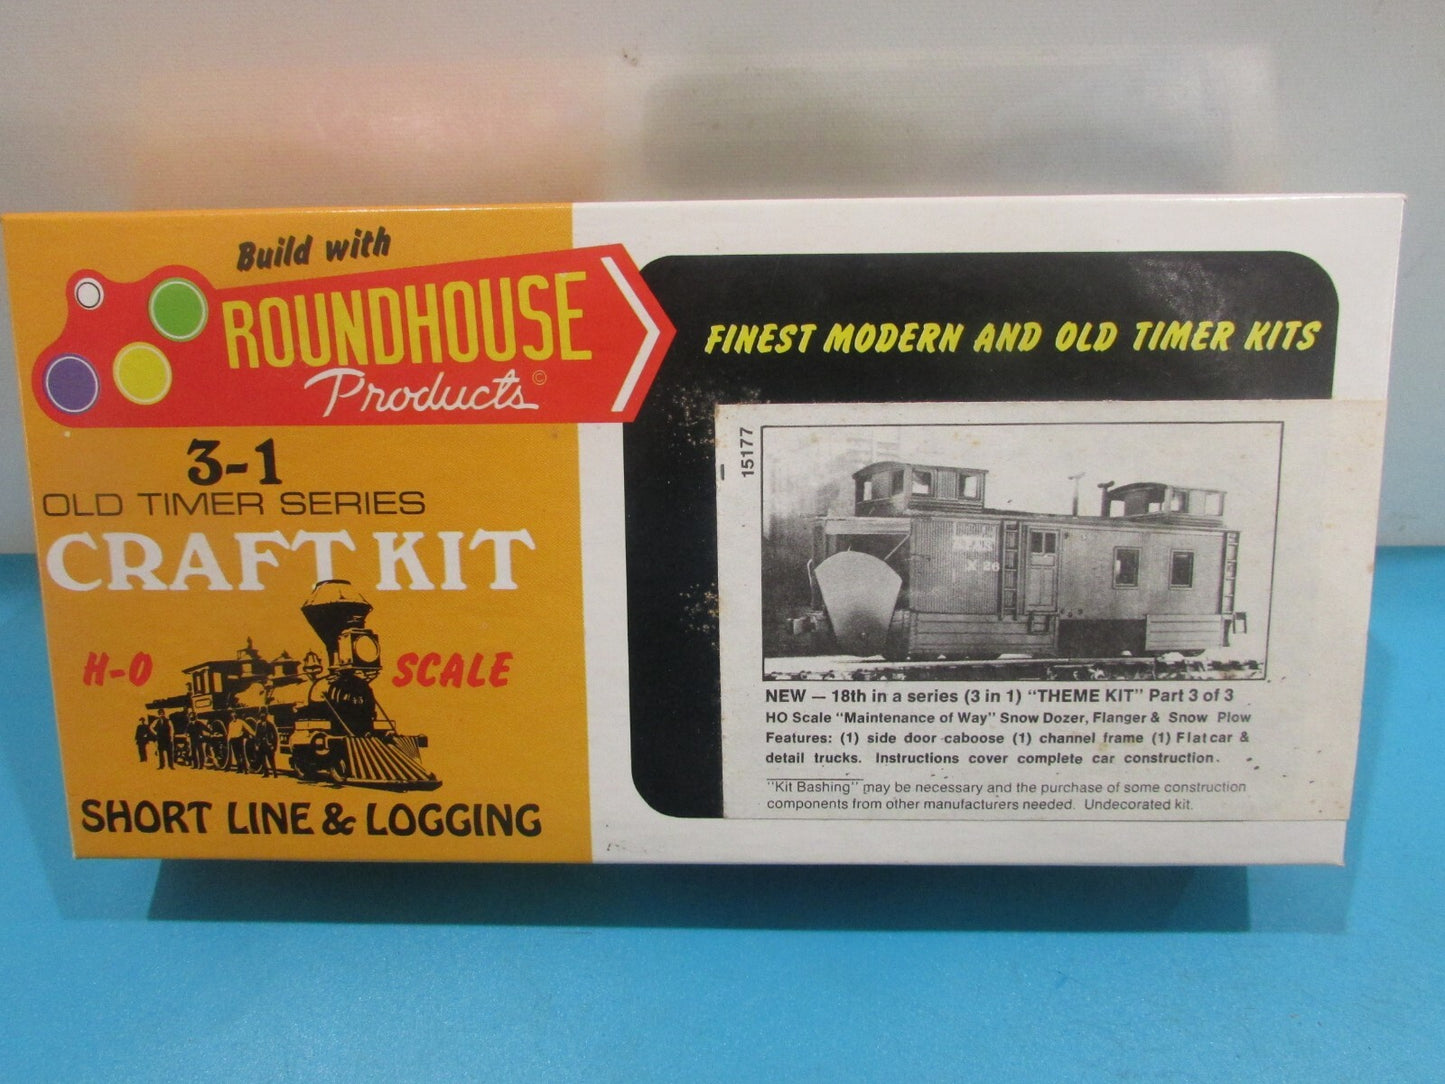 Build with
ROUNDHOUSE
Products ©
3-1
OLD TIMER SERIES
CRAFT KIT
H-O SCALE
SHORT LINE & LOGGING
FINEST MODERN AND OLD TIMER KITS
15177
X 26
NEW — 18th in a series (3 in 1) "THEME KIT" Part 3 of 3
HO Scale "Maintenance of Way" Snow Dozer, Flanger & Snow Plow
Features: (1) side door caboose (1) channel frame (1) Flatcar &
detail trucks. Instructions cover complete car construction.
"Kit Bashing" may be necessary and the purchase of some construction
components from other manufacturers needed. Undecorated kit.